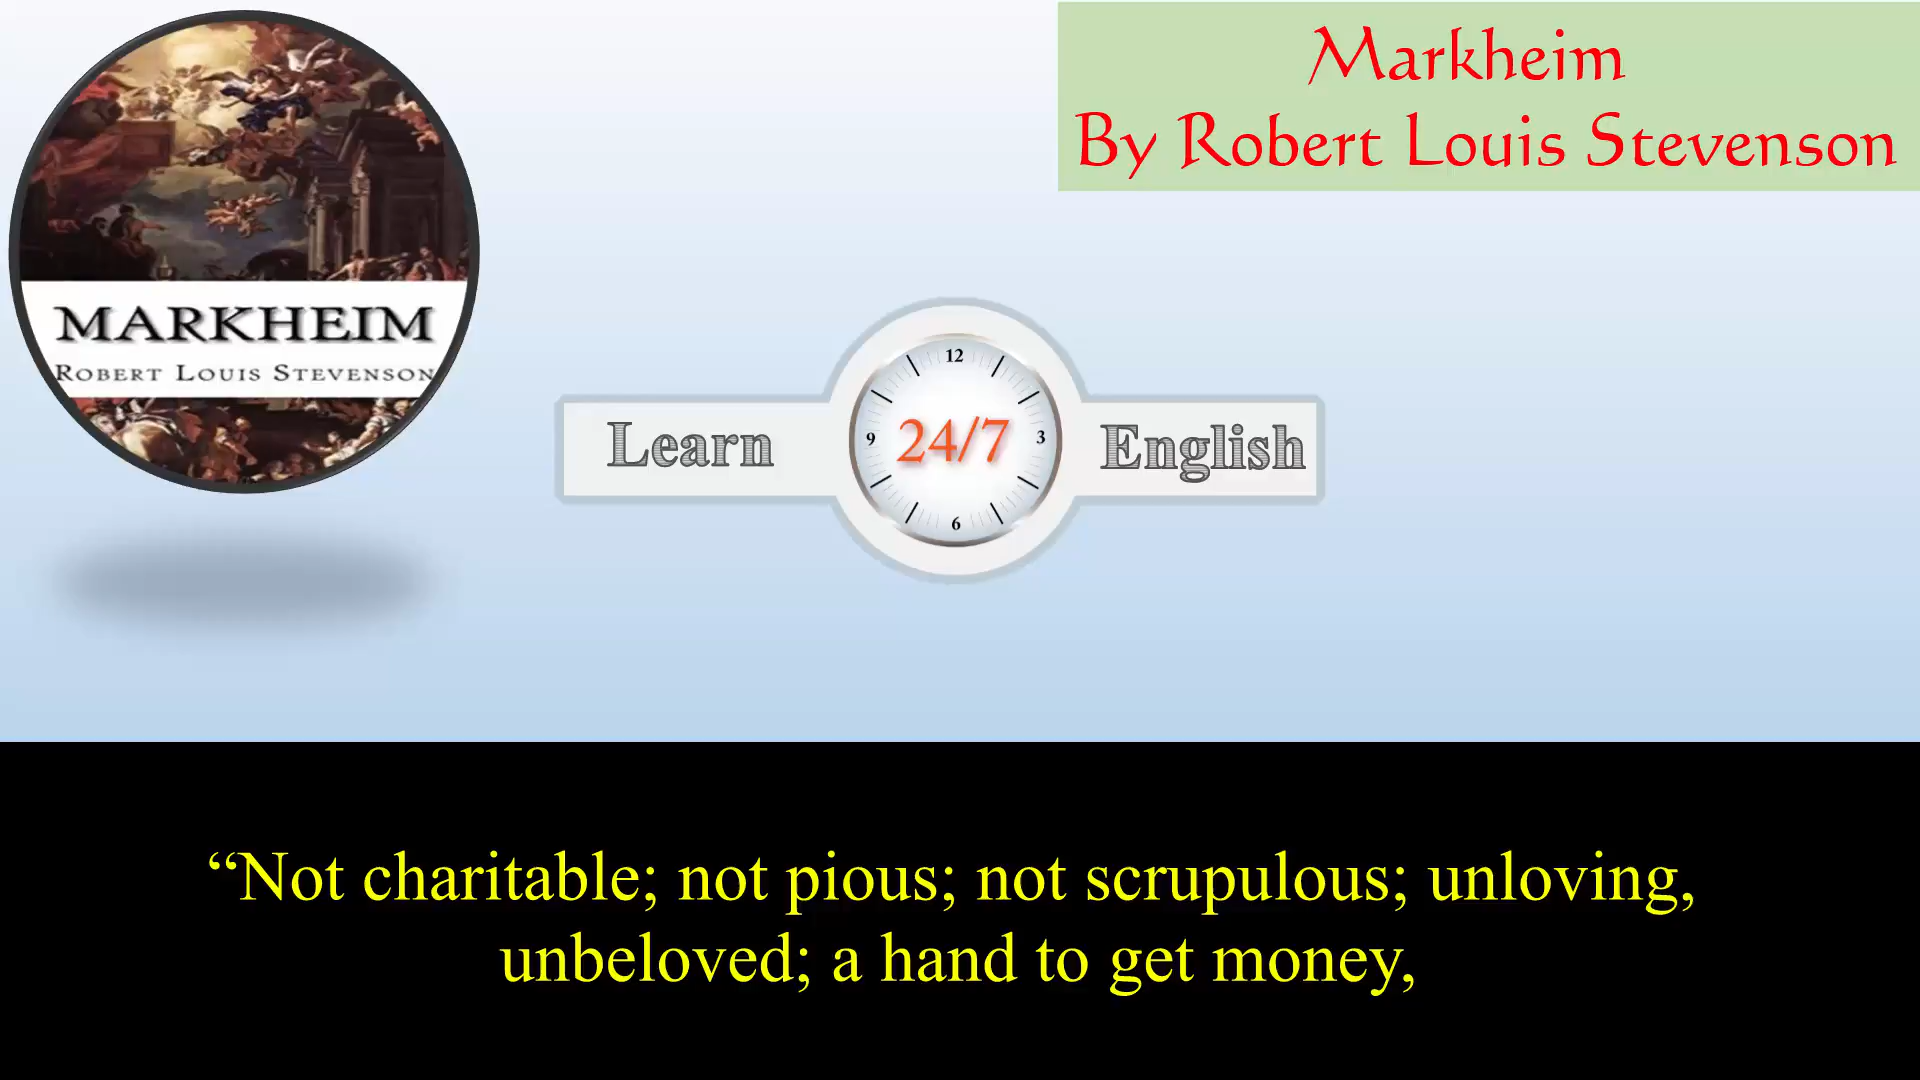 Markheim
By Robert Louis Stevenson
MARKHEIM
ROBERT LOUIS STEVENSON
Learn
24/7
English
12
3
6
9
“Not charitable; not pious; not scrupulous; unloving,
unbeloved; a hand to get money,